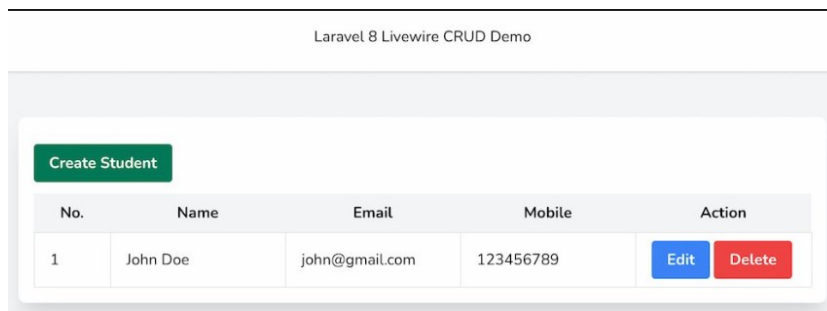 Laravel 8 Livewire CRUD Demo
Create Student
No. Name Email Mobile Action
1 John Doe john@gmail.com 123456789 Edit Delete